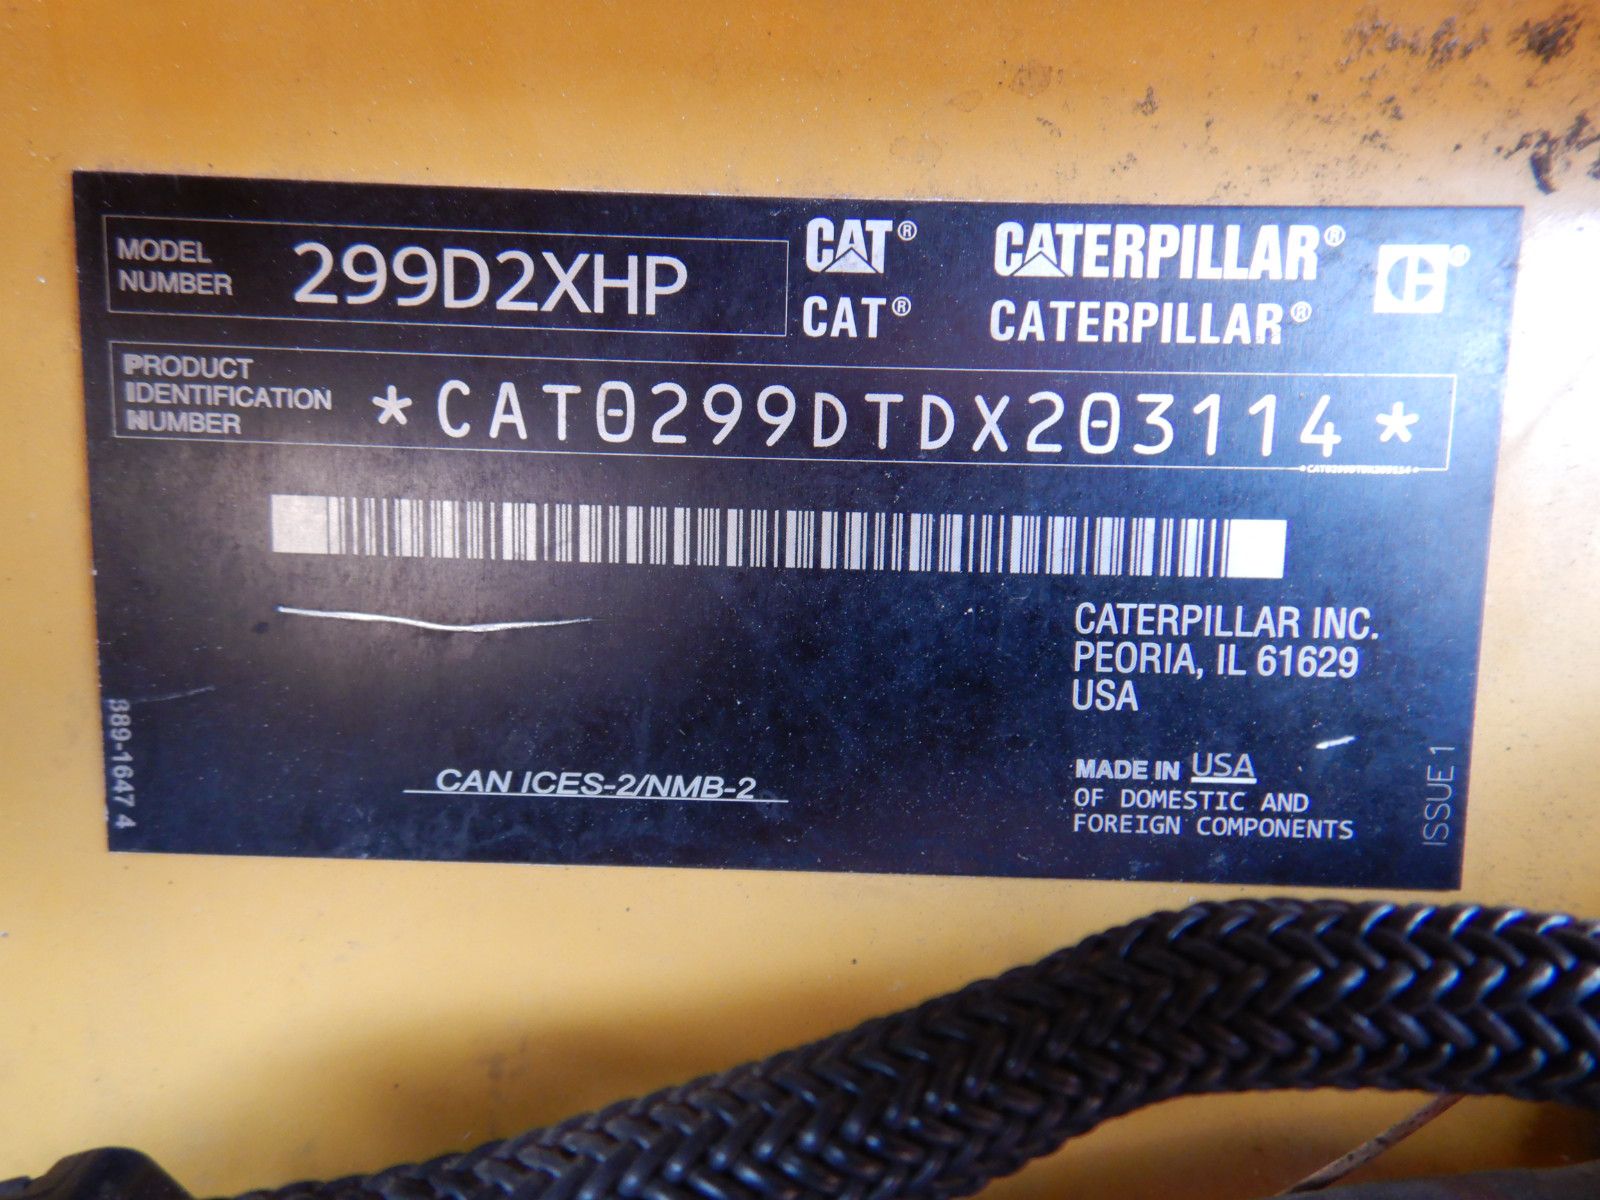 MODEL NUMBER 299D2XHP
CAT® CATERPILLAR® ®
CAT® CATERPILLAR®
PRODUCT IDENTIFICATION NUMBER *CAT0299DTDX203114*
*CAT0299DTDX203114*
CATERPILLAR INC.
PEORIA, IL 61629
USA
389-1647 4
CAN ICES-2/NMB-2
MADE IN USA
OF DOMESTIC AND
FOREIGN COMPONENTS
ISSUE 1